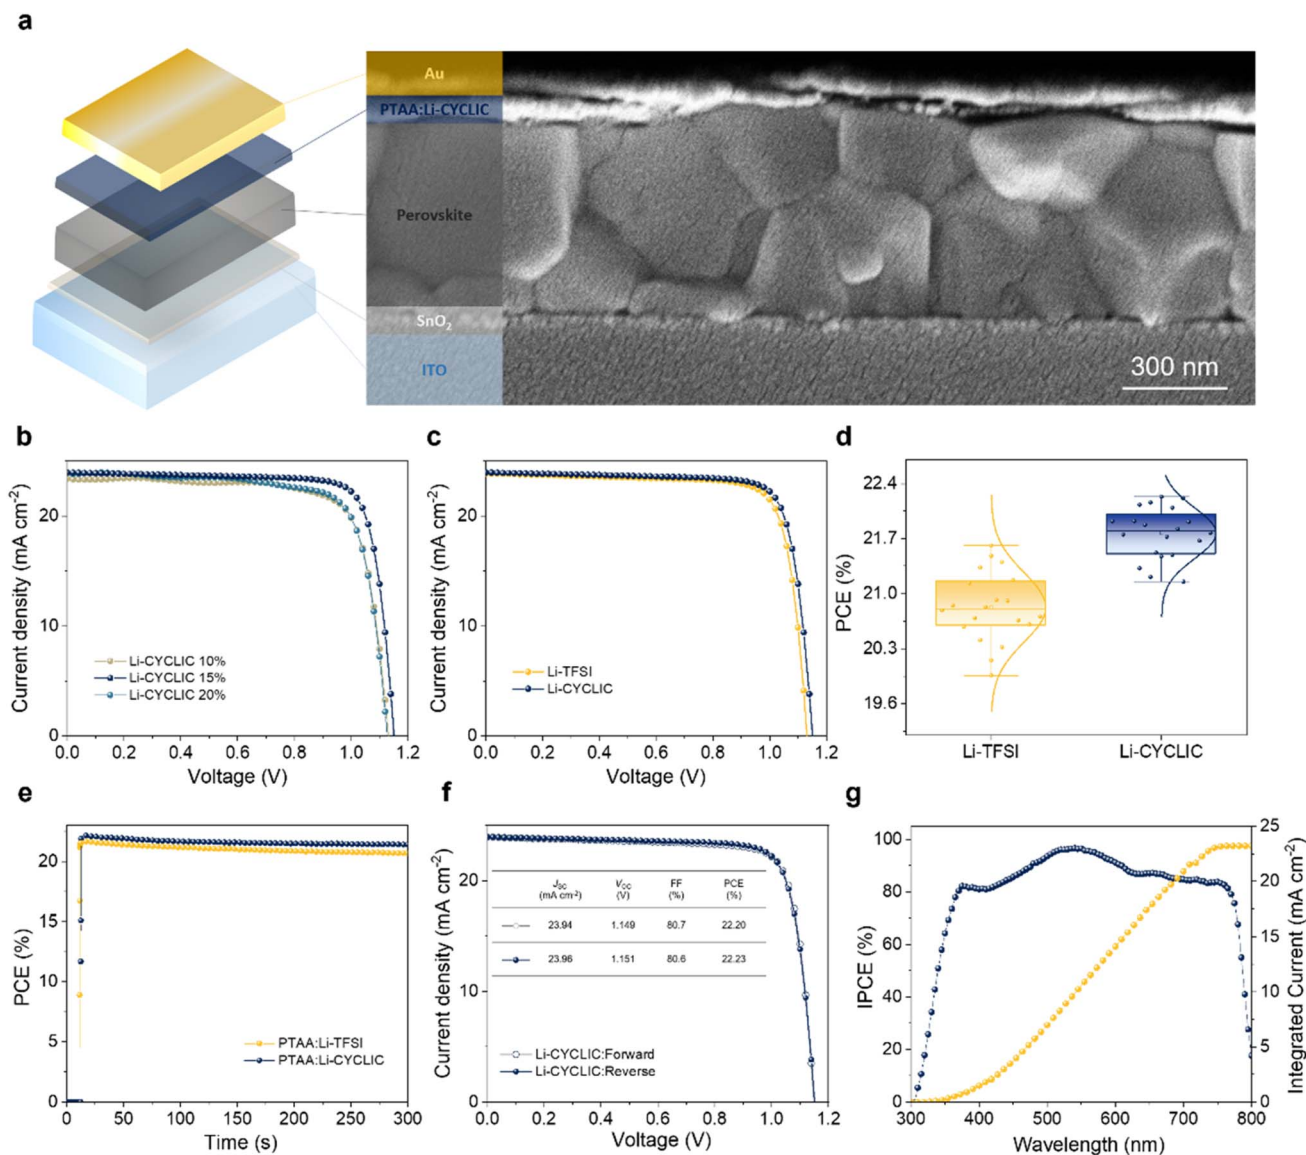 a
Au
PTAA:Li-CYCLIC
Perovskite
SnO₂
ITO
300 nm
b
Current density (mA cm⁻²)
20
10
0
0.0 0.2 0.4 0.6 0.8 1.0 1.2
Voltage (V)
Li-CYCLIC 10%
Li-CYCLIC 15%
Li-CYCLIC 20%
c
Current density (mA cm⁻²)
20
10
0
0.0 0.2 0.4 0.6 0.8 1.0 1.2
Voltage (V)
Li-TFSI
Li-CYCLIC
d
PCE (%)
22.4
21.7
21.0
20.3
19.6
Li-TFSI Li-CYCLIC
e
PCE (%)
20
15
10
5
0
0 50 100 150 200 250 300
Time (s)
PTAA:Li-TFSI
PTAA:Li-CYCLIC
f
Current density (mA cm⁻²)
20
10
0
0.0 0.2 0.4 0.6 0.8 1.0 1.2
Voltage (V)
JSC VOC FF PCE
(mA cm⁻²) (V) (%) (%)
23.94 1.149 80.7 22.20
23.96 1.151 80.6 22.23
Li-CYCLIC:Forward
Li-CYCLIC:Reverse
g
IPCE (%)
100
80
60
40
20
0
300 400 500 600 700 800
Wavelength (nm)
25
20
15
10
5
0
Integrated Current (mA cm⁻²)